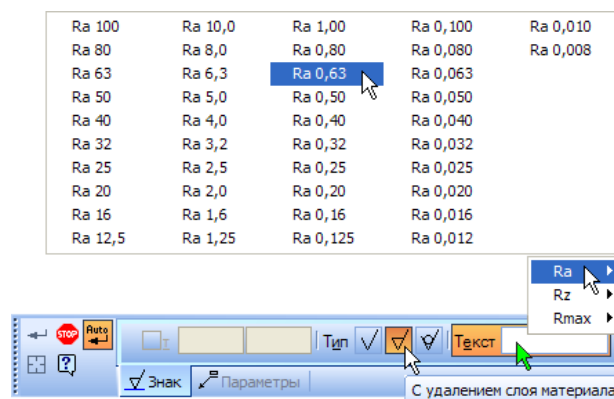 Ra 100 Ra 10,0 Ra 1,00 Ra 0,100 Ra 0,010
Ra 80 Ra 8,0 Ra 0,80 Ra 0,080 Ra 0,008
Ra 63 Ra 6,3 Ra 0,63 Ra 0,063
Ra 50 Ra 5,0 Ra 0,50 Ra 0,050
Ra 40 Ra 4,0 Ra 0,40 Ra 0,040
Ra 32 Ra 3,2 Ra 0,32 Ra 0,032
Ra 25 Ra 2,5 Ra 0,25 Ra 0,025
Ra 20 Ra 2,0 Ra 0,20 Ra 0,020
Ra 16 Ra 1,6 Ra 0,16 Ra 0,016
Ra 12,5 Ra 1,25 Ra 0,125 Ra 0,012
Ra
Rz
Rmax
STOP Auto т. Тип Текст
Знак Параметры
С удалением слоя материала